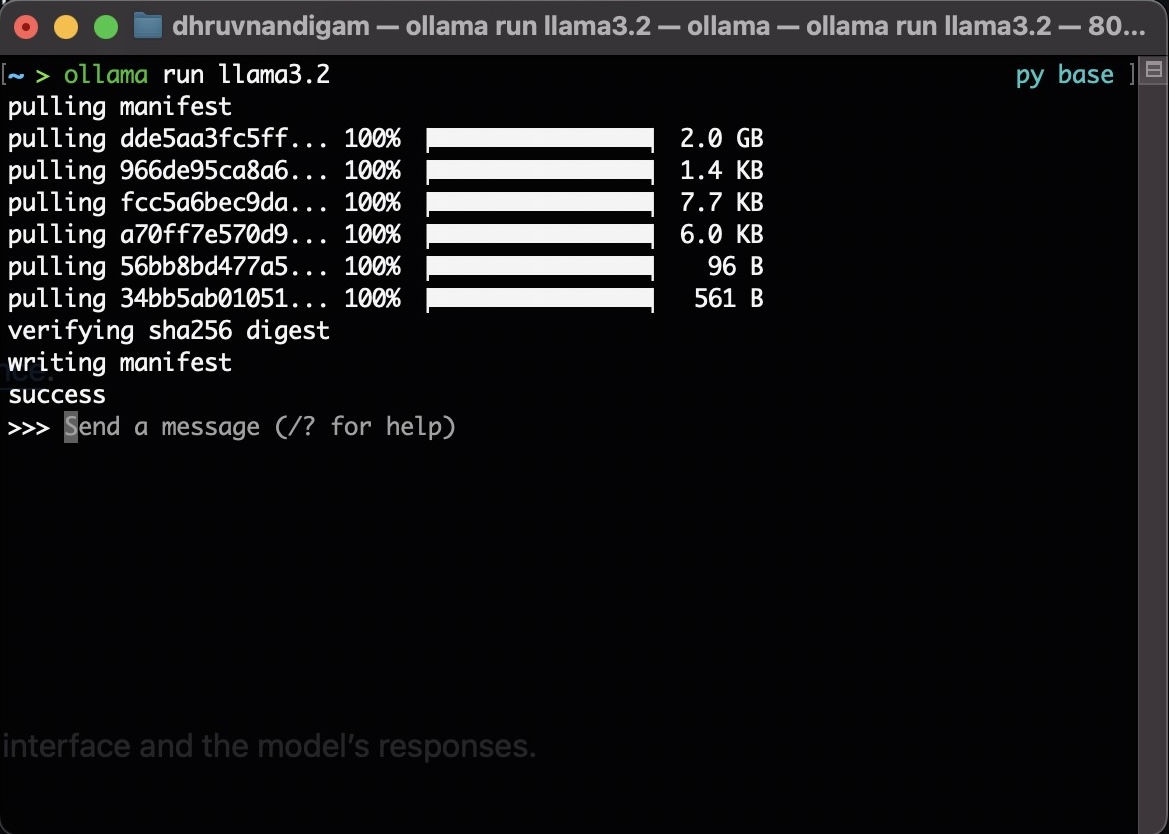 dhruvnandigam — ollama run llama3.2 — ollama — ollama run llama3.2 — 80...
[~ > ollama run llama3.2 py base ]
pulling manifest
pulling dde5aa3fc5ff... 100% 2.0 GB
pulling 966de95ca8a6... 100% 1.4 KB
pulling fcc5a6bec9da... 100% 7.7 KB
pulling a70ff7e570d9... 100% 6.0 KB
pulling 56bb8bd477a5... 100% 96 B
pulling 34bb5ab01051... 100% 561 B
verifying sha256 digest
writing manifest
success
>>> Send a message (/? for help)
interface and the model’s responses.